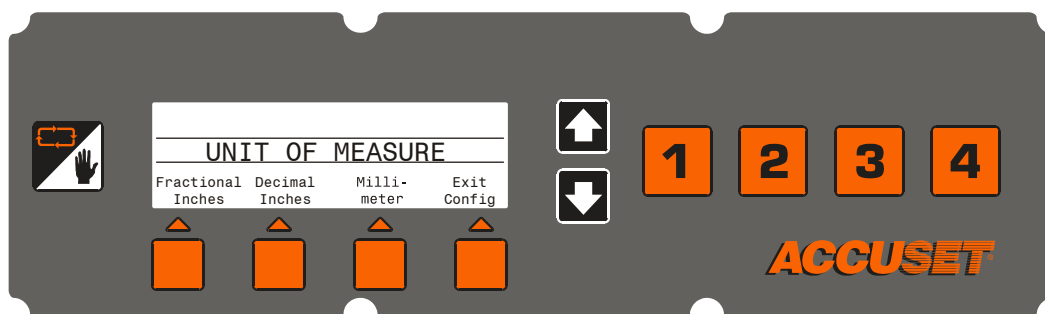 UNIT OF MEASURE
Fractional Inches
Decimal Inches
Milli-meter
Exit Config
1 2 3 4
ACCUSET